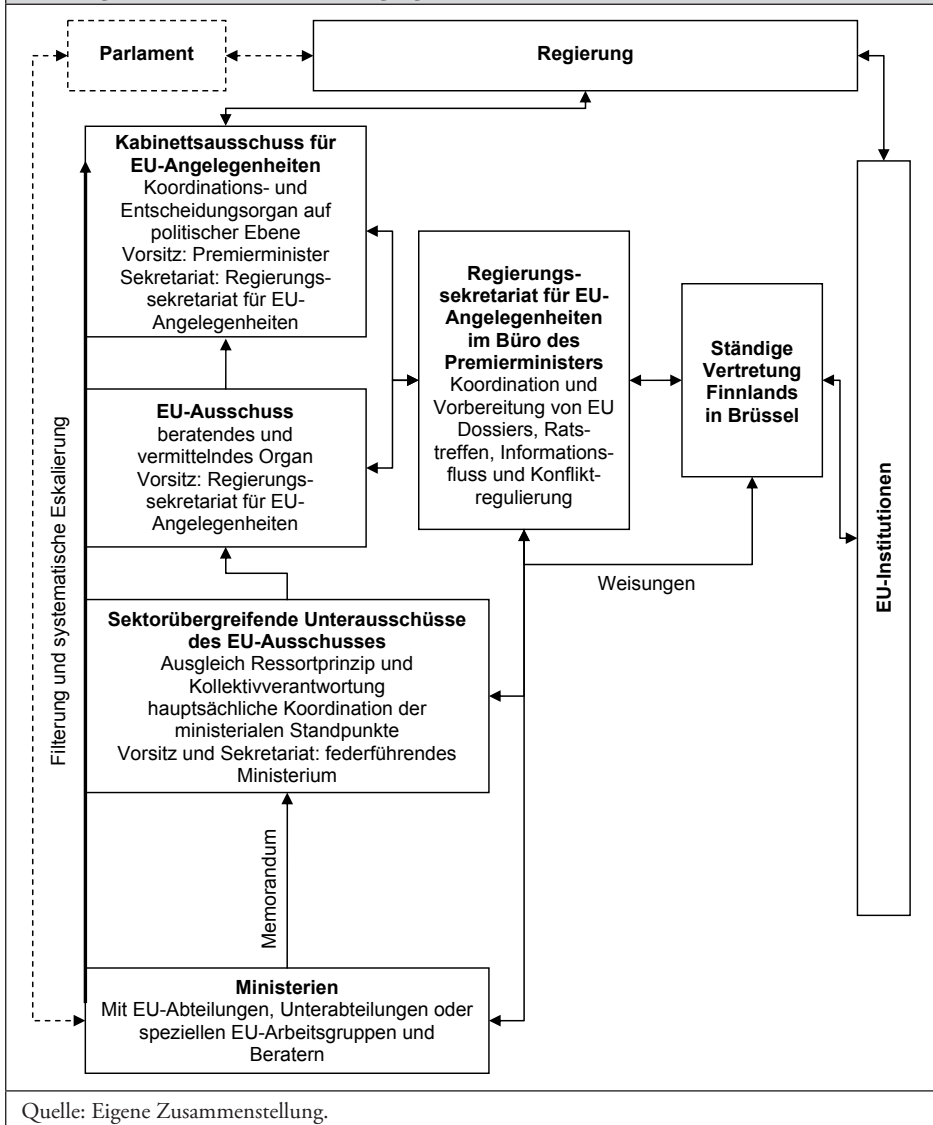 Parlament
Regierung
Kabinettsausschuss für
EU-Angelegenheiten
Koordinations- und
Entscheidungsorgan auf
politischer Ebene
Vorsitz: Premierminister
Sekretariat: Regierungs-
sekretariat für EU-
Angelegenheiten
Regierungs-
sekretariat für EU-
Angelegenheiten
im Büro des
Premierministers
Koordination und
Vorbereitung von EU
Dossiers, Rats-
treffen, Informations-
fluss und Konflikt-
regulierung
Ständige
Vertretung
Finnlands
in Brüssel
EU-Institutionen
EU-Ausschuss
beratendes und
vermittelndes Organ
Vorsitz: Regierungs-
sekretariat für EU-
Angelegenheiten
Filterung und systematische Eskalierung
Weisungen
Sektorübergreifende Unterausschüsse
des EU-Ausschusses
Ausgleich Ressortprinzip und
Kollektivverantwortung
hauptsächliche Koordination der
ministerialen Standpunkte
Vorsitz und Sekretariat: federführendes
Ministerium
Memorandum
Ministerien
Mit EU-Abteilungen, Unterabteilungen oder
speziellen EU-Arbeitsgruppen und
Beratern
Quelle: Eigene Zusammenstellung.